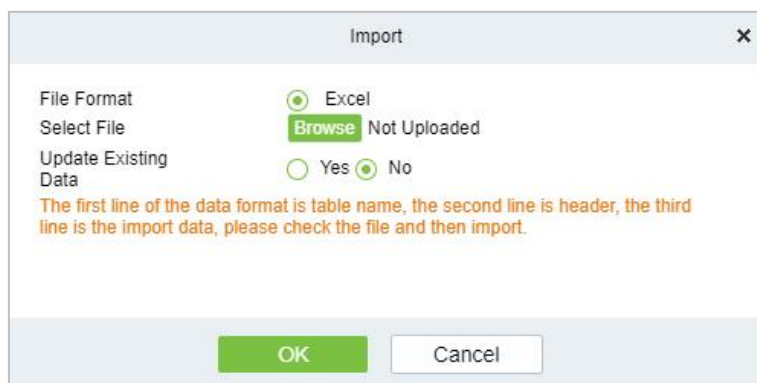 Import
File Format Excel
Select File Browse Not Uploaded
Update Existing
Data Yes No
The first line of the data format is table name, the second line is header, the third
line is the import data, please check the file and then import.
OK Cancel